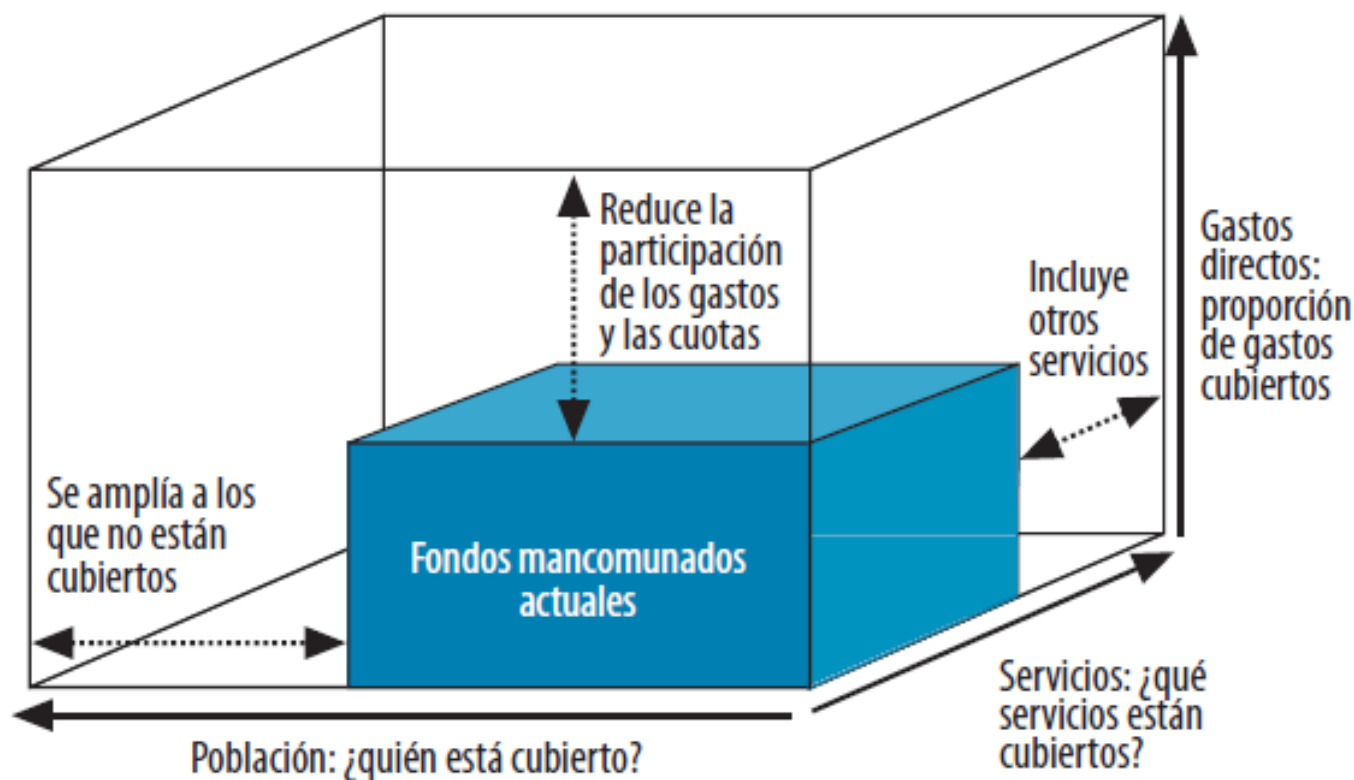 Reduce la
participación
de los gastos
y las cuotas
Incluye
otros
servicios
Gastos
directos:
proporción
de gastos
cubiertos
Se amplía a los
que no están
cubiertos
Fondos mancomunados
actuales
Servicios: ¿qué
servicios están
cubiertos?
Población: ¿quién está cubierto?